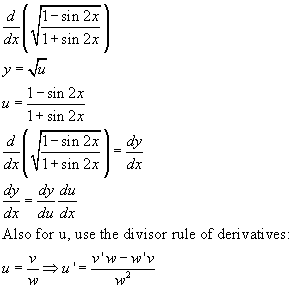 d/dx(√((1−sin 2x)/(1+sin 2x)))
y = √u
u = (1−sin 2x)/(1+sin 2x)
d/dx(√((1−sin 2x)/(1+sin 2x))) = dy/dx
dy/dx = dy/du du/dx
Also for u, use the divisor rule of derivatives:
u = v/w ⇒ u' = (v'w − w'v)/w²